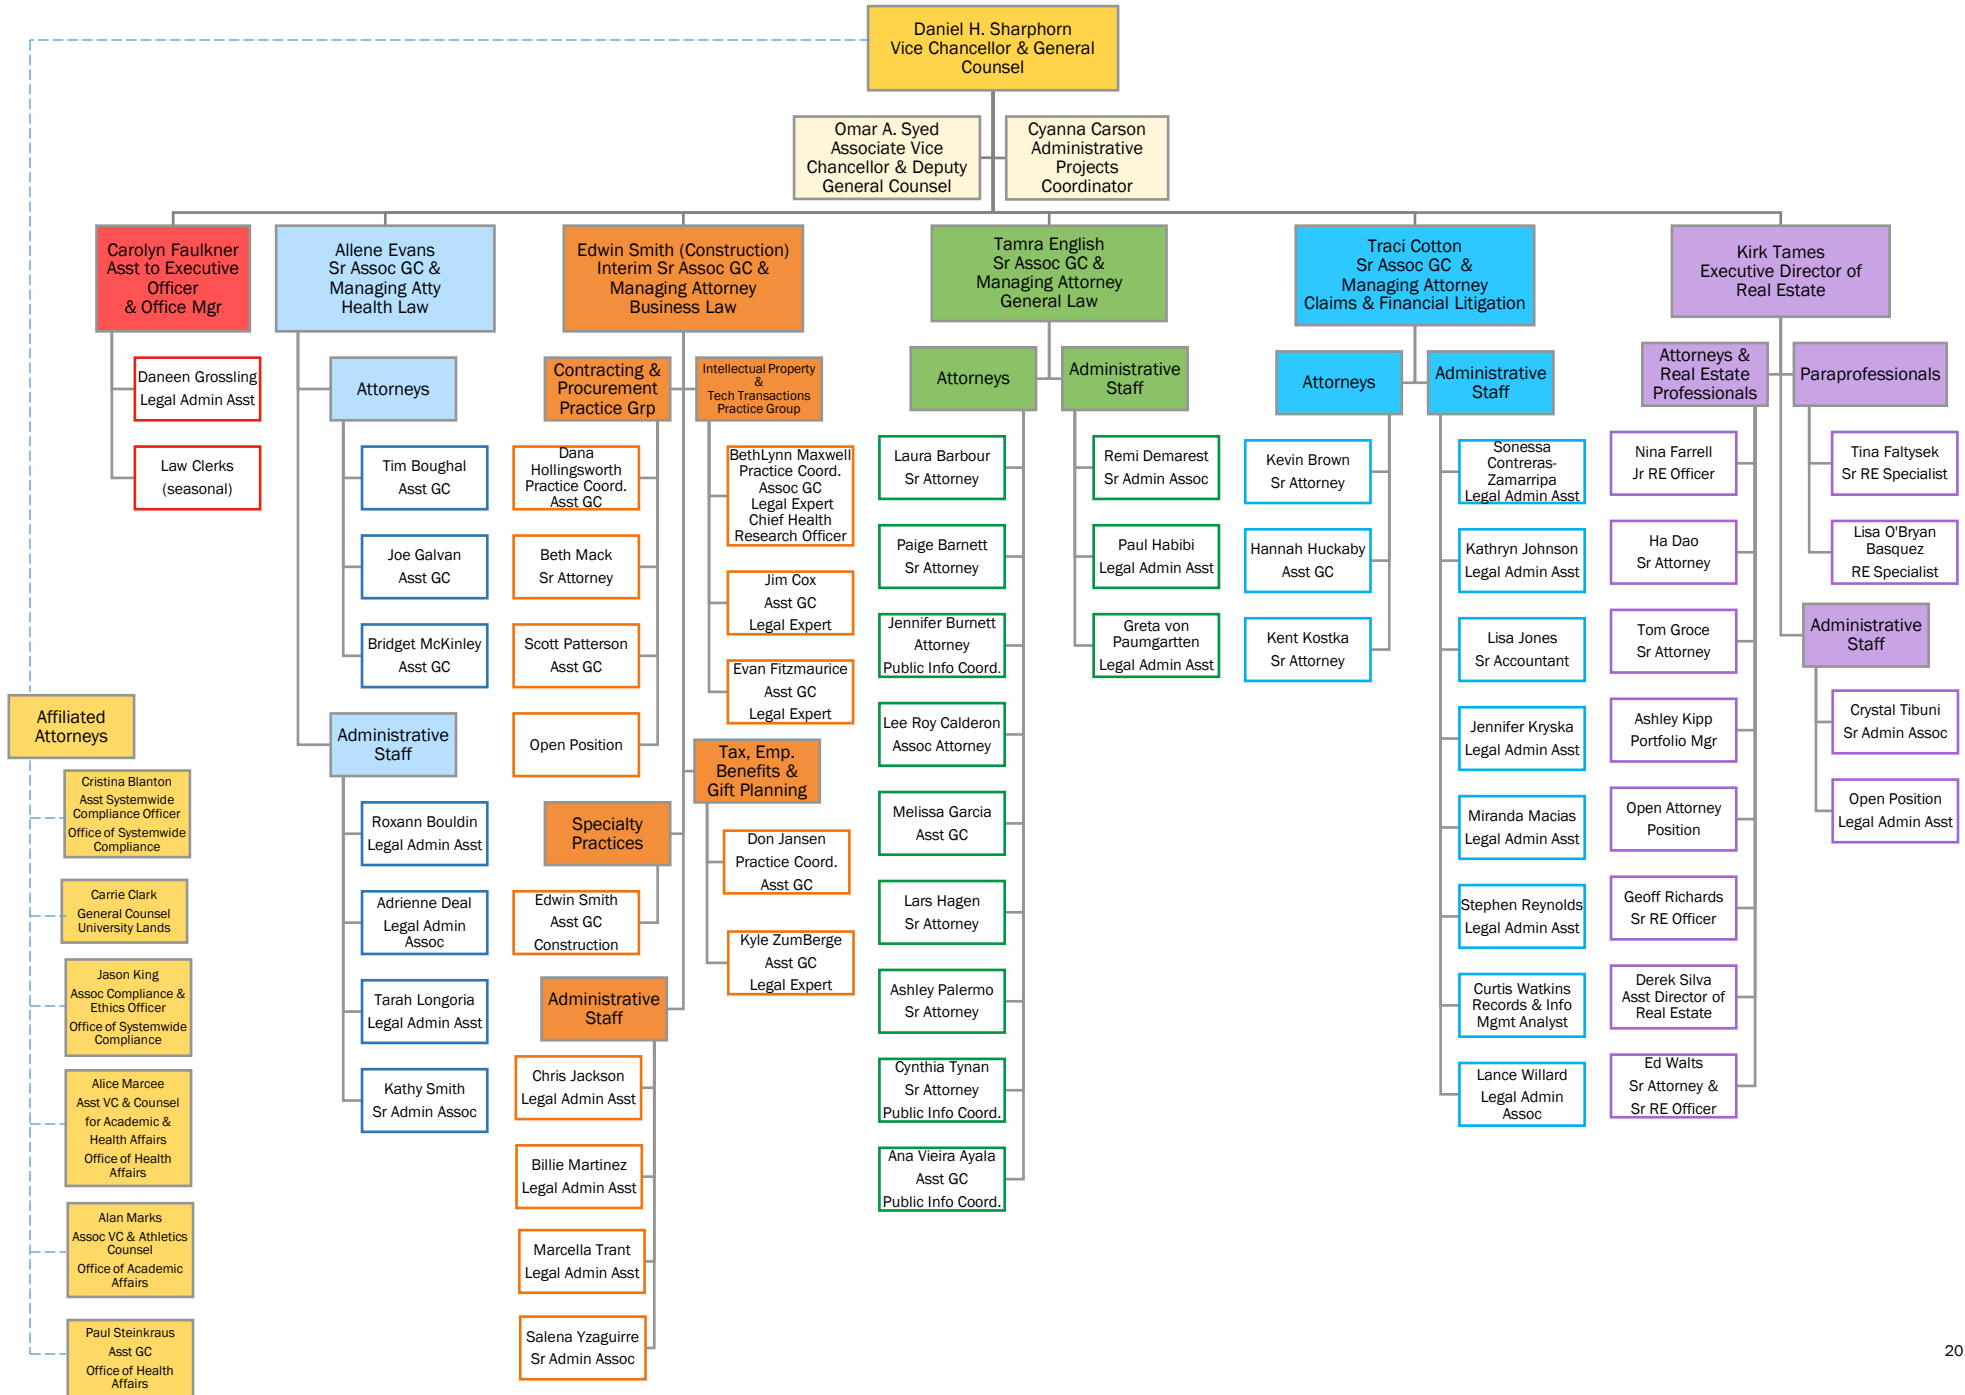 Daniel H. Sharphorn
Vice Chancellor & General
Counsel
Omar A. Syed
Associate Vice
Chancellor & Deputy
General Counsel
Cyanna Carson
Administrative
Projects
Coordinator
Carolyn Faulkner
Asst to Executive
Officer
& Office Mgr
Daneen Grossling
Legal Admin Asst
Law Clerks
(seasonal)
Allene Evans
Sr Assoc GC &
Managing Atty
Health Law
Attorneys
Tim Boughal
Asst GC
Joe Galvan
Asst GC
Bridget McKinley
Asst GC
Administrative
Staff
Roxann Bouldin
Legal Admin Asst
Adrienne Deal
Legal Admin
Assoc
Tarah Longoria
Legal Admin Asst
Kathy Smith
Sr Admin Assoc
Edwin Smith (Construction)
Interim Sr Assoc GC &
Managing Attorney
Business Law
Contracting &
Procurement
Practice Grp
Dana
Hollingsworth
Practice Coord.
Asst GC
Beth Mack
Sr Attorney
Scott Patterson
Asst GC
Open Position
Intellectual Property
&
Tech Transactions
Practice Group
BethLynn Maxwell
Practice Coord.
Assoc GC
Legal Expert
Chief Health
Research Officer
Jim Cox
Asst GC
Legal Expert
Evan Fitzmaurice
Asst GC
Legal Expert
Tax, Emp.
Benefits &
Gift Planning
Don Jansen
Practice Coord.
Asst GC
Kyle ZumBerge
Asst GC
Legal Expert
Specialty
Practices
Edwin Smith
Asst GC
Construction
Administrative
Staff
Chris Jackson
Legal Admin Asst
Billie Martinez
Legal Admin Asst
Marcella Trant
Legal Admin Asst
Salena Yzaguirre
Sr Admin Assoc
Tamra English
Sr Assoc GC &
Managing Attorney
General Law
Attorneys
Laura Barbour
Sr Attorney
Paige Barnett
Sr Attorney
Jennifer Burnett
Attorney
Public Info Coord.
Lee Roy Calderon
Assoc Attorney
Melissa Garcia
Asst GC
Lars Hagen
Sr Attorney
Ashley Palermo
Sr Attorney
Cynthia Tynan
Sr Attorney
Public Info Coord.
Ana Vieira Ayala
Asst GC
Public Info Coord.
Administrative
Staff
Remi Demarest
Sr Admin Assoc
Paul Habibi
Legal Admin Asst
Greta von
Paumgarten
Legal Admin Asst
Traci Cotton
Sr Assoc GC &
Managing Attorney
Claims & Financial Litigation
Attorneys
Kevin Brown
Sr Attorney
Hannah Huckaby
Asst GC
Kent Kostka
Sr Attorney
Administrative
Staff
Sonessa
Contreras-
Zamarripa
Legal Admin Asst
Kathryn Johnson
Legal Admin Asst
Lisa Jones
Sr Accountant
Jennifer Kryska
Legal Admin Asst
Miranda Macias
Legal Admin Asst
Stephen Reynolds
Legal Admin Asst
Curtis Watkins
Records & Info
Mgmt Analyst
Lance Willard
Legal Admin
Assoc
Kirk Tames
Executive Director of
Real Estate
Attorneys &
Real Estate
Professionals
Nina Farrell
Jr RE Officer
Ha Dao
Sr Attorney
Tom Groce
Sr Attorney
Ashley Kipp
Portfolio Mgr
Open Attorney
Position
Geoff Richards
Sr RE Officer
Derek Silva
Asst Director of
Real Estate
Ed Walts
Sr Attorney &
Sr RE Officer
Paraprofessionals
Tina Faltysek
Sr RE Specialist
Lisa O'Bryan
Basquez
RE Specialist
Administrative
Staff
Crystal Tibuni
Sr Admin Assoc
Open Position
Legal Admin Asst
Affiliated
Attorneys
Cristina Blanton
Asst Systemwide
Compliance Officer
Office of Systemwide
Compliance
Carrie Clark
General Counsel
University Lands
Jason King
Assoc Compliance &
Ethics Officer
Office of Systemwide
Compliance
Alice Marcee
Asst VC & Counsel
for Academic &
Health Affairs
Office of Health
Affairs
Alan Marks
Assoc VC & Athletics
Counsel
Office of Academic
Affairs
Paul Steinkraus
Asst GC
Office of Health
Affairs
20